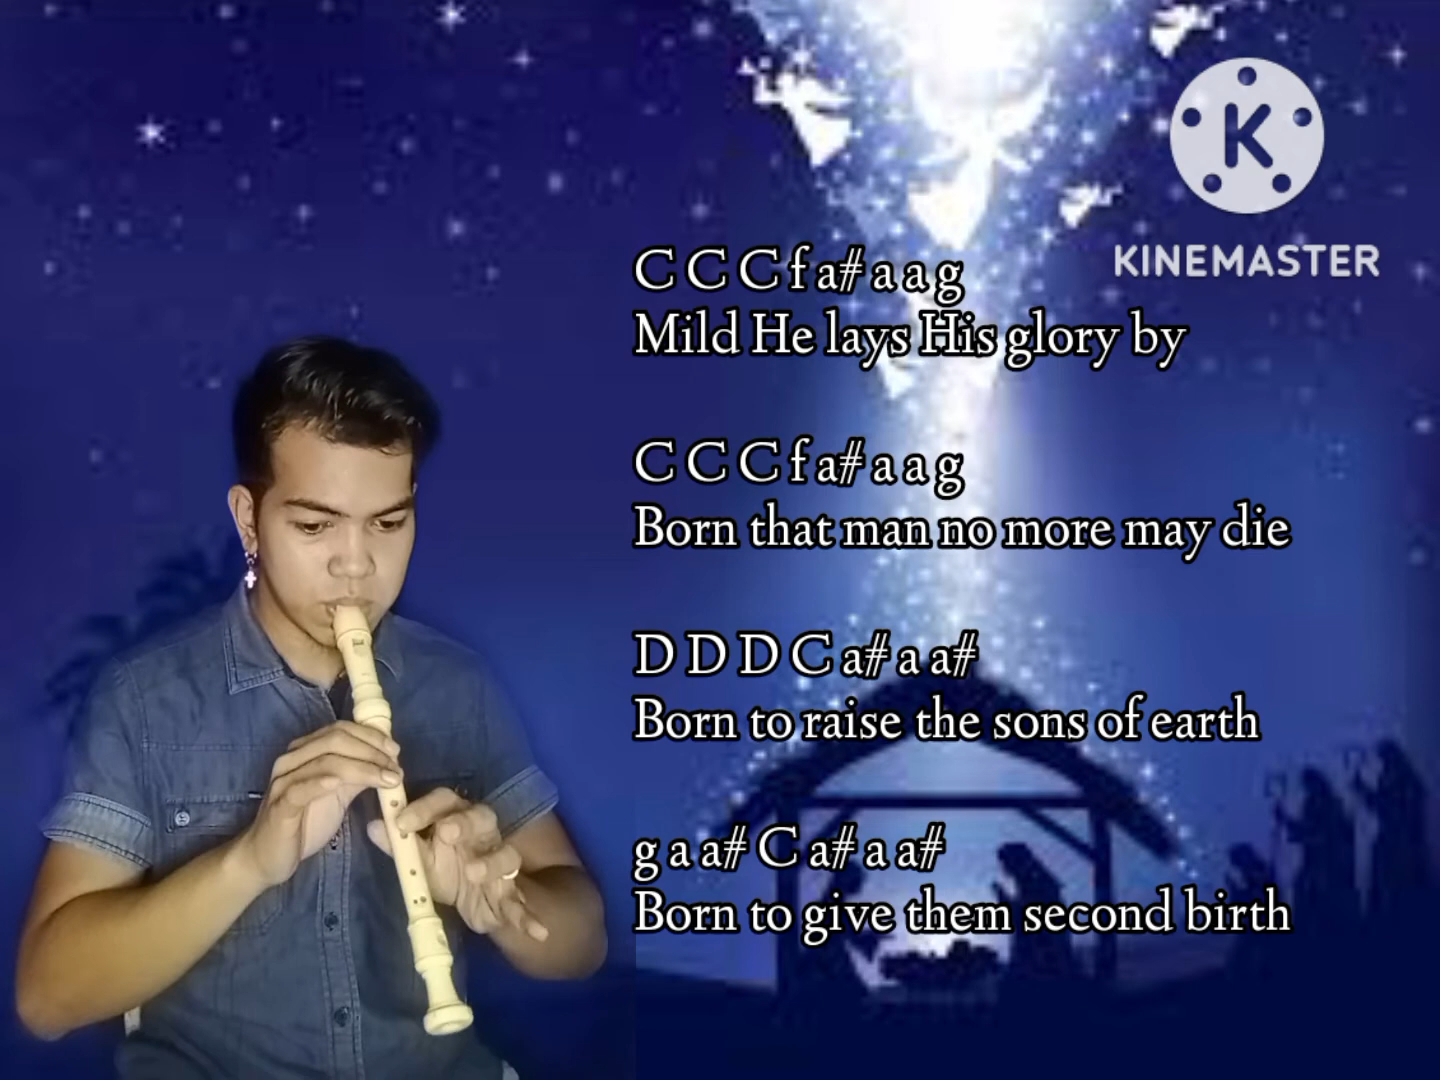 K
KINEMASTER
C C C f a# a a g
Mild He lays His glory by
C C C f a# a a g
Born that man no more may die
D D D C a# a a#
Born to raise the sons of earth
g a a# C a# a a#
Born to give them second birth